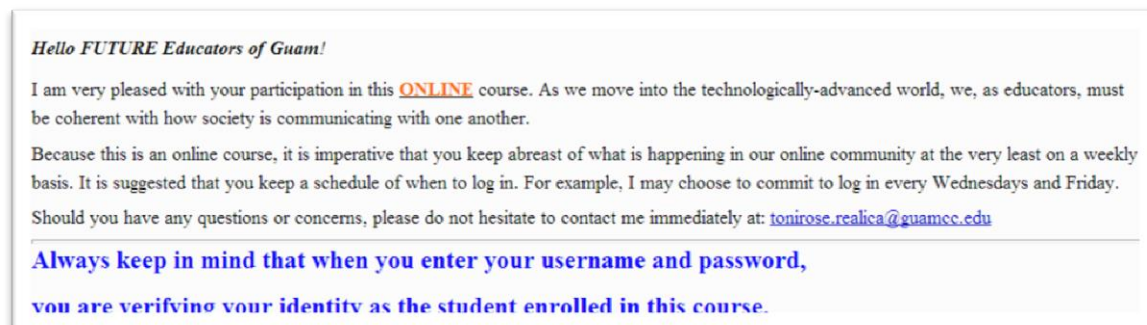 Hello FUTURE Educators of Guam!
I am very pleased with your participation in this ONLINE course. As we move into the technologically-advanced world, we, as educators, must
be coherent with how society is communicating with one another.
Because this is an online course, it is imperative that you keep abreast of what is happening in our online community at the very least on a weekly
basis. It is suggested that you keep a schedule of when to log in. For example, I may choose to commit to log in every Wednesdays and Friday.
Should you have any questions or concerns, please do not hesitate to contact me immediately at: tonirose.realica@guamcc.edu
Always keep in mind that when you enter your username and password,
you are verifying your identity as the student enrolled in this course.